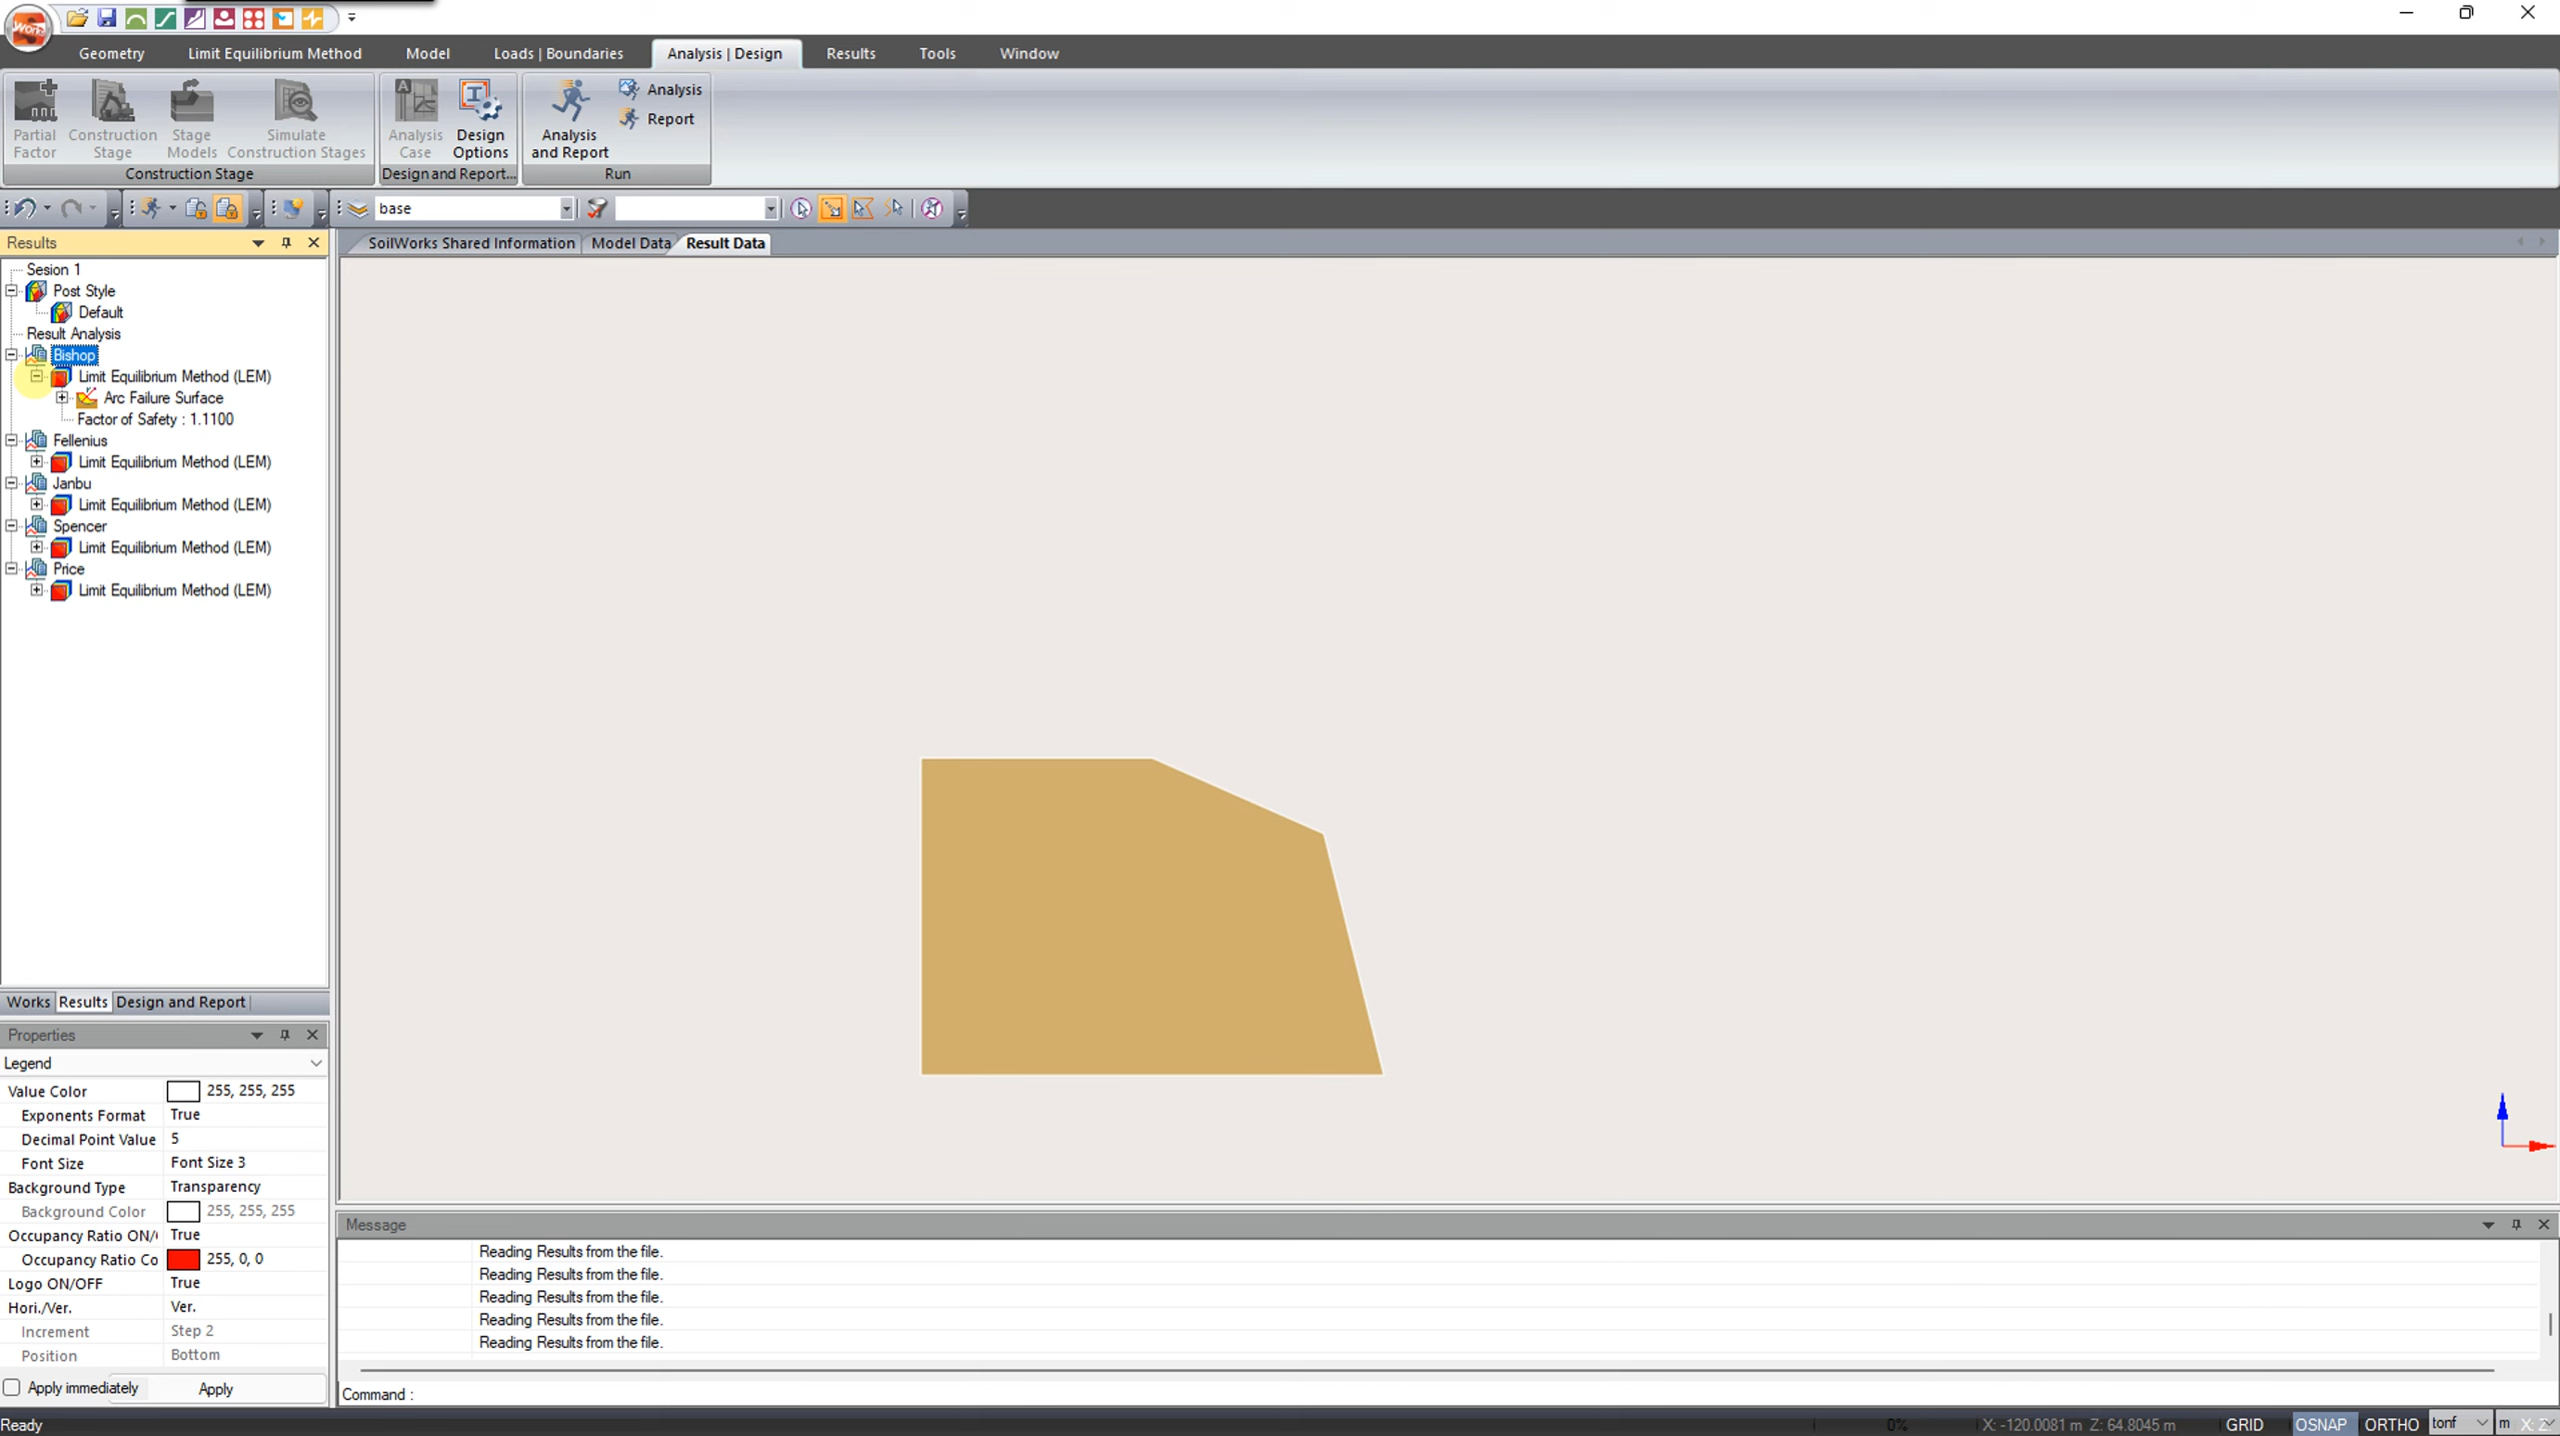 Geometry
Limit Equilibrium Method
Model
Loads | Boundaries
Analysis | Design
Results
Tools
Window
Partial Factor
Construction Stage
Stage Models
Simulate Construction Stages
Analysis Case
Design Options
Analysis and Report
Analysis
Report
Construction Stage
Design and Report...
Run
base
Results
SoilWorks Shared Information
Model Data
Result Data
Sesion 1
Post Style
Default
Result Analysis
Bishop
Limit Equilibrium Method (LEM)
Arc Failure Surface
Factor of Safety : 1.1100
Fellenius
Limit Equilibrium Method (LEM)
Janbu
Limit Equilibrium Method (LEM)
Spencer
Limit Equilibrium Method (LEM)
Price
Limit Equilibrium Method (LEM)
Works
Results
Design and Report
Properties
Legend
Value Color 255, 255, 255
Exponents Format True
Decimal Point Value 5
Font Size Font Size 3
Background Type Transparency
Background Color 255, 255, 255
Occupancy Ratio ON/ True
Occupancy Ratio Co 255, 0, 0
Logo ON/OFF True
Hori./Ver. Ver.
Increment Step 2
Position Bottom
Apply immediately
Apply
Message
Reading Results from the file.
Reading Results from the file.
Reading Results from the file.
Reading Results from the file.
Reading Results from the file.
Command :
Ready
0%
X: -120.0081 m Z: 64.8045 m
GRID
OSNAP
ORTHO
tonf
m